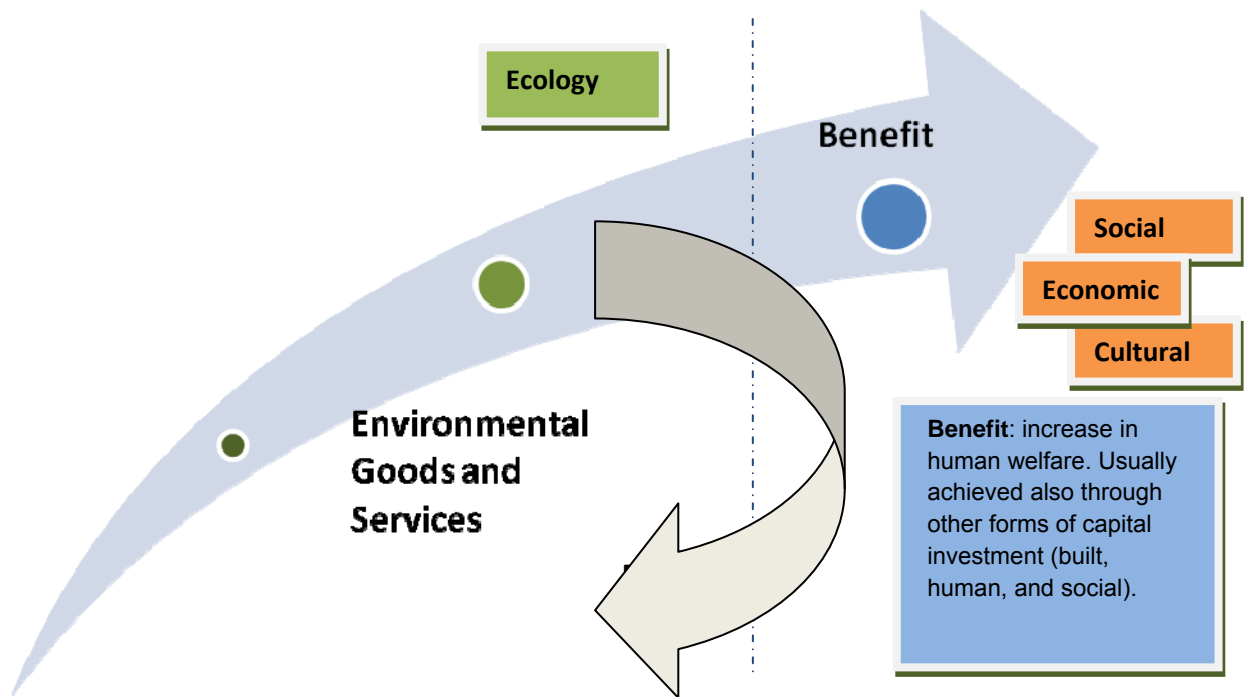 Ecology
Benefit
Social
Economic
Cultural
Environmental
Goods and
Services
Benefit: increase in
human welfare. Usually
achieved also through
other forms of capital
investment (built,
human, and social).